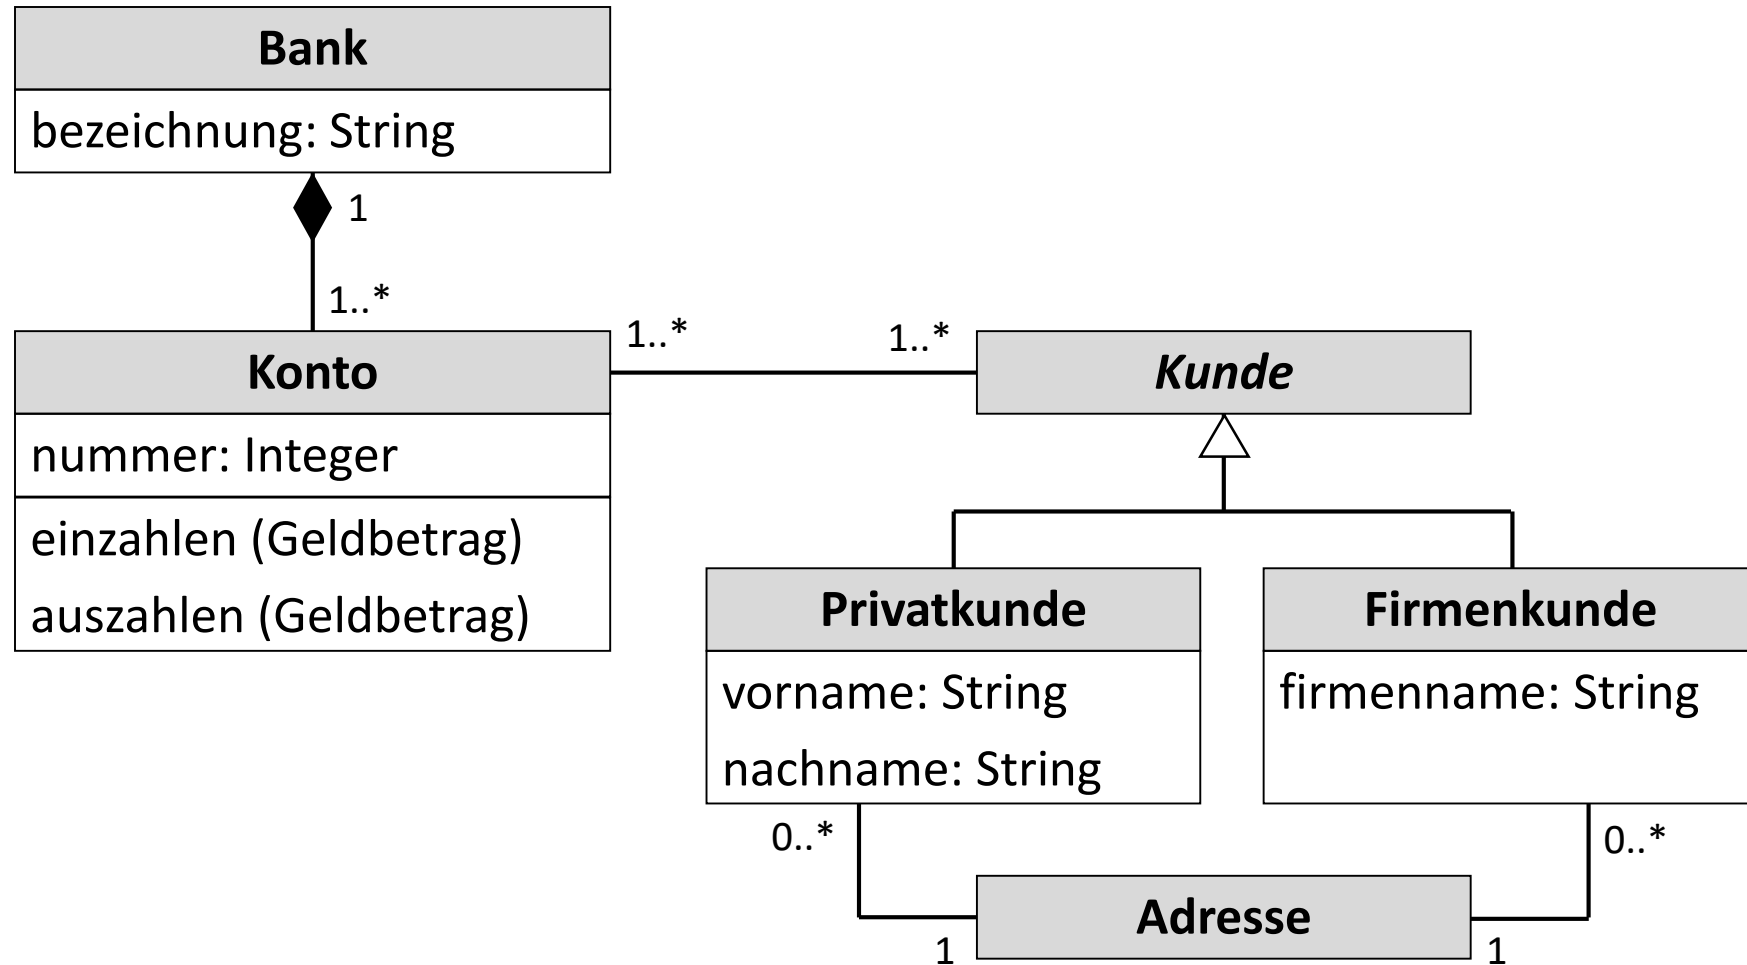 Bank
bezeichnung: String
1
1..*
Konto
nummer: Integer
einzahlen (Geldbetrag)
auszahlen (Geldbetrag)
1..*
1..*
Kunde
Privatkunde
vorname: String
nachname: String
Firmenkunde
firmenname: String
0..*
0..*
Adresse
1
1